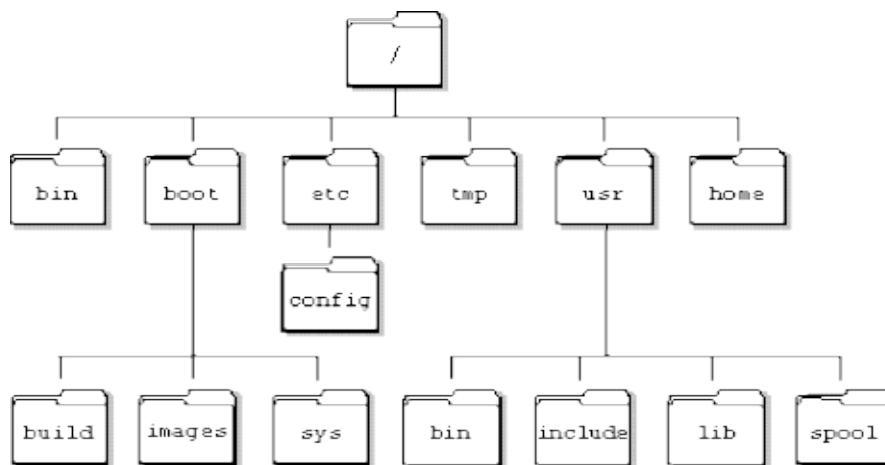 /
bin boot etc tmp usr home
config
build images sys bin include lib spool